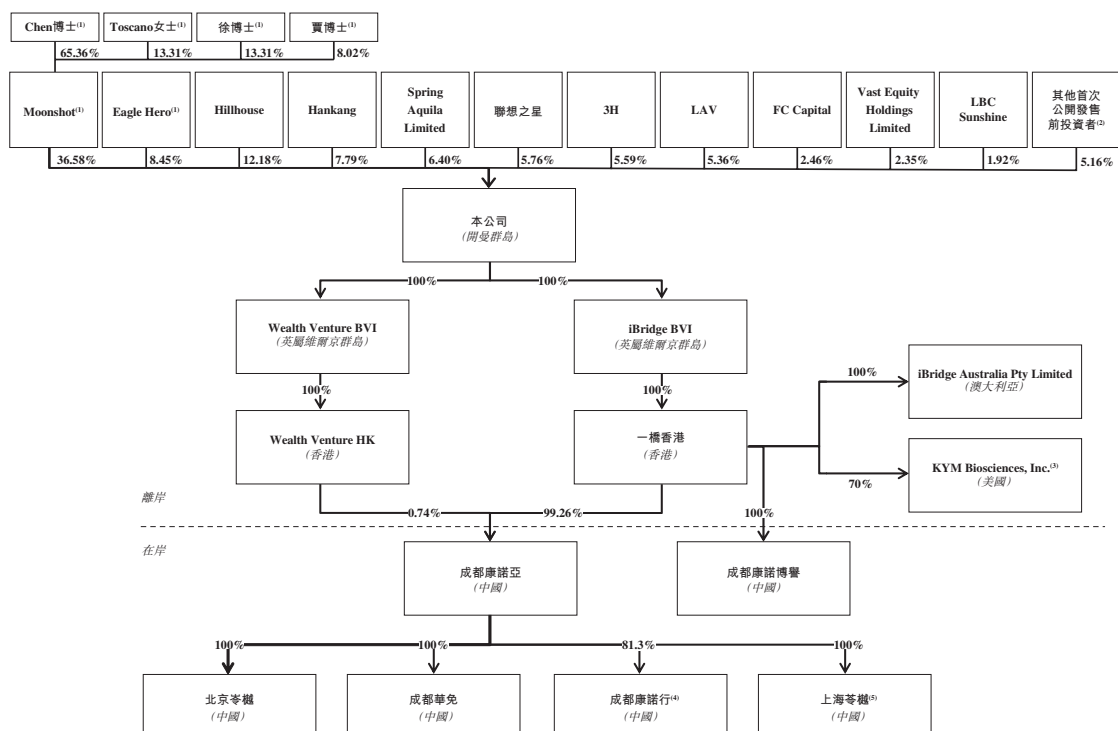 Chen博士(1)
Toscano女士(1)
徐博士(1)
賈博士(1)
65.36%
13.31%
13.31%
8.02%
Moonshot(1)
Eagle Hero(1)
Hillhouse
Hankang
Spring
Aquila
Limited
聯想之星
3H
LAV
FC Capital
Vast Equity
Holdings
Limited
LBC
Sunshine
其他首次
公開發售
前投資者(2)
36.58%
8.45%
12.18%
7.79%
6.40%
5.76%
5.59%
5.36%
2.46%
2.35%
1.92%
5.16%
本公司
(開曼群島)
100%
100%
Wealth Venture BVI
(英屬維爾京群島)
iBridge BVI
(英屬維爾京群島)
100%
100%
100%
iBridge Australia Pty Limited
(澳大利亞)
Wealth Venture HK
(香港)
一橋香港
(香港)
70%
KYM Biosciences, Inc.(3)
(美國)
離岸
0.74%
99.26%
100%
在岸
成都康諾亞
(中國)
成都康諾博譽
(中國)
100%
100%
81.3%
100%
北京岺樾
(中國)
成都華免
(中國)
成都康諾行(4)
(中國)
上海苓樾(5)
(中國)